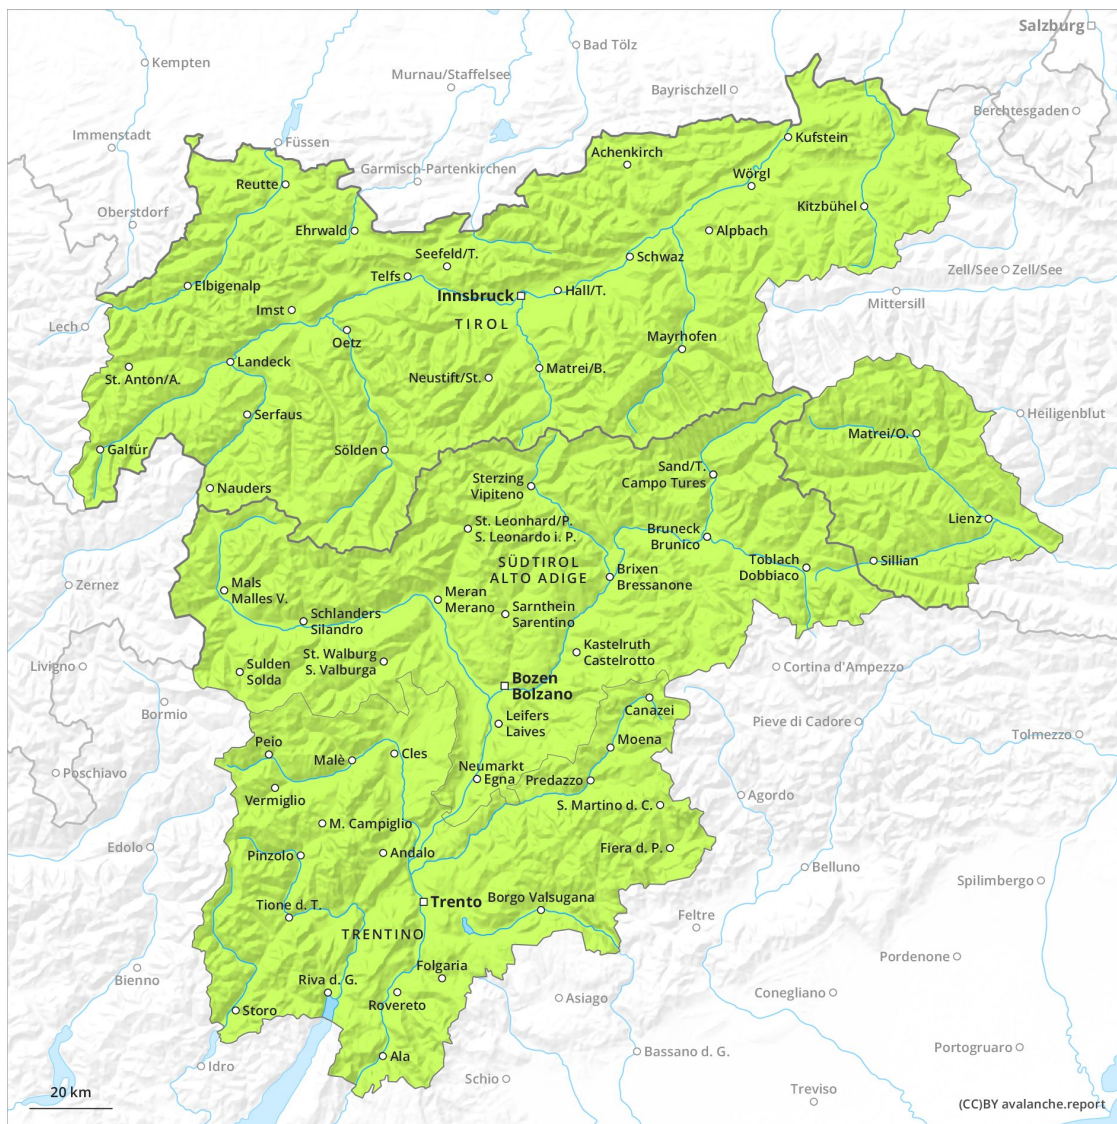 Salzburg
Bad Tölz
Kempten
Murnau/Staffelsee
Bayrischzell
Berchtesgaden
Immenstadt
Füssen
Kufstein
Achenkirch
Garmisch-Partenkirchen
Wörgl
Reutte
Kitzbühel
Oberstdorf
Ehrwald
Alpbach
Seefeld/T.
Schwaz
Zell/See
Zell/See
Telfs
Elbigenalp
Hall/T.
Innsbruck
Mittersill
Imst
Lech
TIROL
Oetz
Mayrhofen
Landeck
Matrei/B.
St. Anton/A.
Neustift/St.
Serfaus
Heiligenblut
Matrei/O.
Galtür
Sölden
Sand/T.
Campo Tures
Sterzing
Vipiteno
Nauders
St. Leonhard/P.
S. Leonardo i. P.
Lienz
Bruneck
Brunico
SÜDTIROL
ALTO ADIGE
Toblach
Dobbiaco
Sillian
Brixen
Bressanone
Zernez
Mals
Malles V.
Meran
Merano
Sarnthein
Sarentino
Schlanders
Silandro
Kastelruth
Castelrotto
St. Walburg
S. Valburga
Livigno
Sulden
Solda
Cortina d'Ampezzo
Bozen
Bolzano
Bormio
Canazei
Leifers
Laives
Pieve di Cadore
Tolmezzo
Peio
Moena
Cles
Malè
Poschiavo
Neumarkt
Egna
Predazzo
Vermiglio
Agordo
S. Martino d. C.
M. Campiglio
Edolo
Pinzolo
Andalo
Fiera d. P.
Belluno
Spilimbergo
Borgo Valsugana
Trento
Tione d. T.
Feltre
TRENTINO
Pordenone
Folgaria
Bienno
Riva d. G.
Rovereto
Asiago
Conegliano
Storo
Portogruaro
Bassano d. G.
Ala
Idro
Schio
Treviso
20 km
(CC)BY avalanche.report